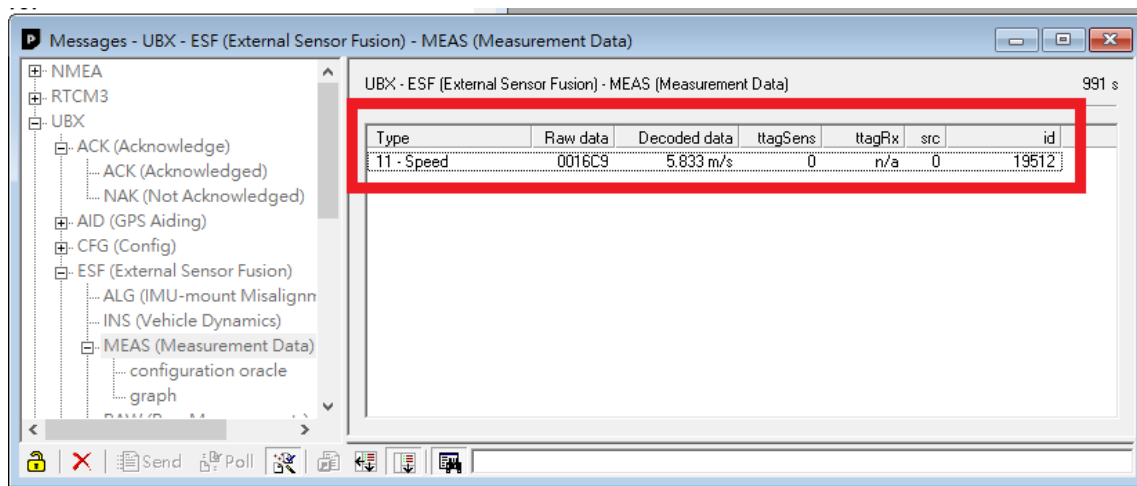 Messages - UBX - ESF (External Sensor Fusion) - MEAS (Measurement Data)
NMEA
RTCM3
UBX
ACK (Acknowledge)
ACK (Acknowledged)
NAK (Not Acknowledged)
AID (GPS Aiding)
CFG (Config)
ESF (External Sensor Fusion)
ALG (IMU-mount Misalignm
INS (Vehicle Dynamics)
MEAS (Measurement Data)
configuration oracle
graph
UBX - ESF (External Sensor Fusion) - MEAS (Measurement Data) 991 s
Type Raw data Decoded data ttagSens ttagRx src id
11 - Speed 0016C9 5.833 m/s 0 n/a 0 19512
Send Poll